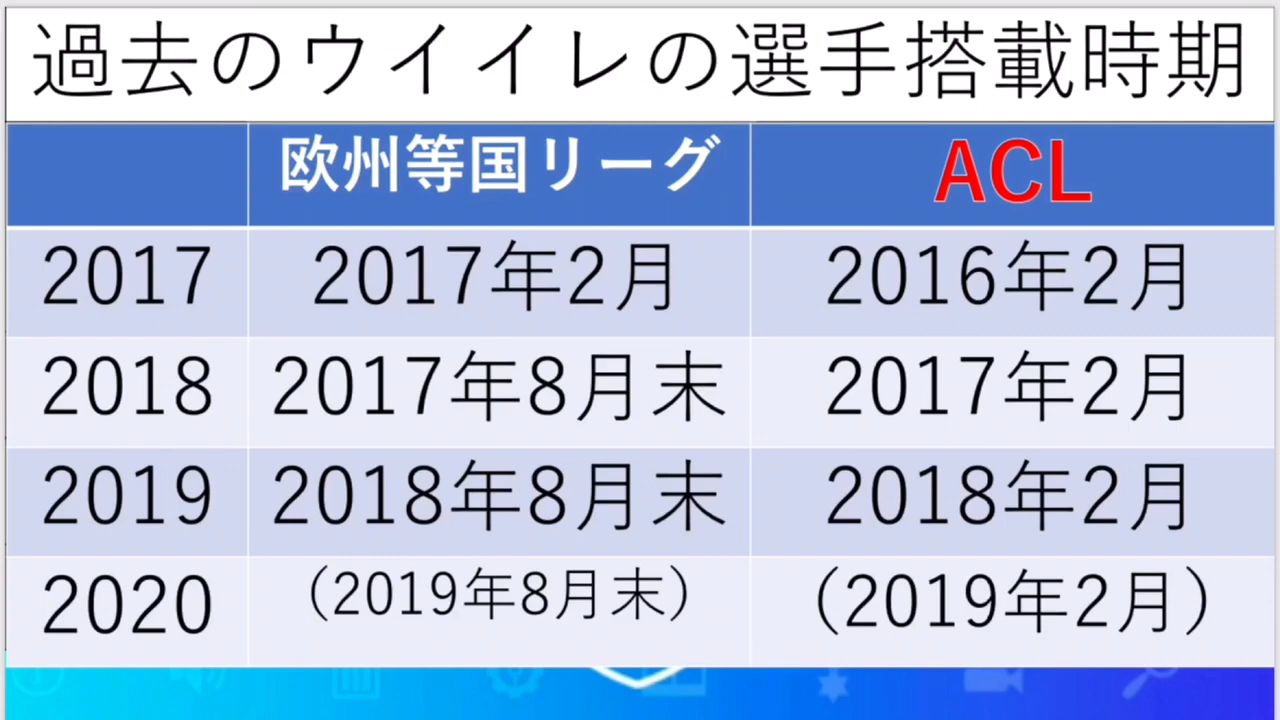 過去のウイイレの選手搭載時期
欧州等国リーグ ACL
2017 2017年2月 2016年2月
2018 2017年8月末 2017年2月
2019 2018年8月末 2018年2月
2020 （2019年8月末） （2019年2月）